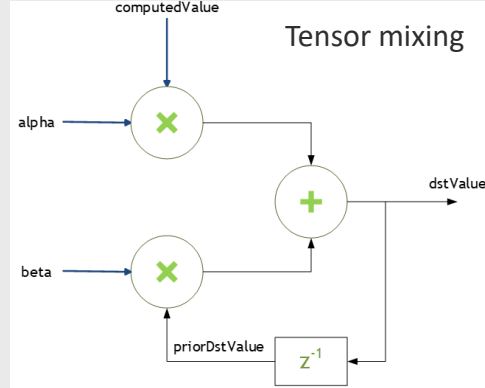 computedValue
Tensor mixing
alpha
×
+
dstValue
beta
×
priorDstValue
z⁻¹